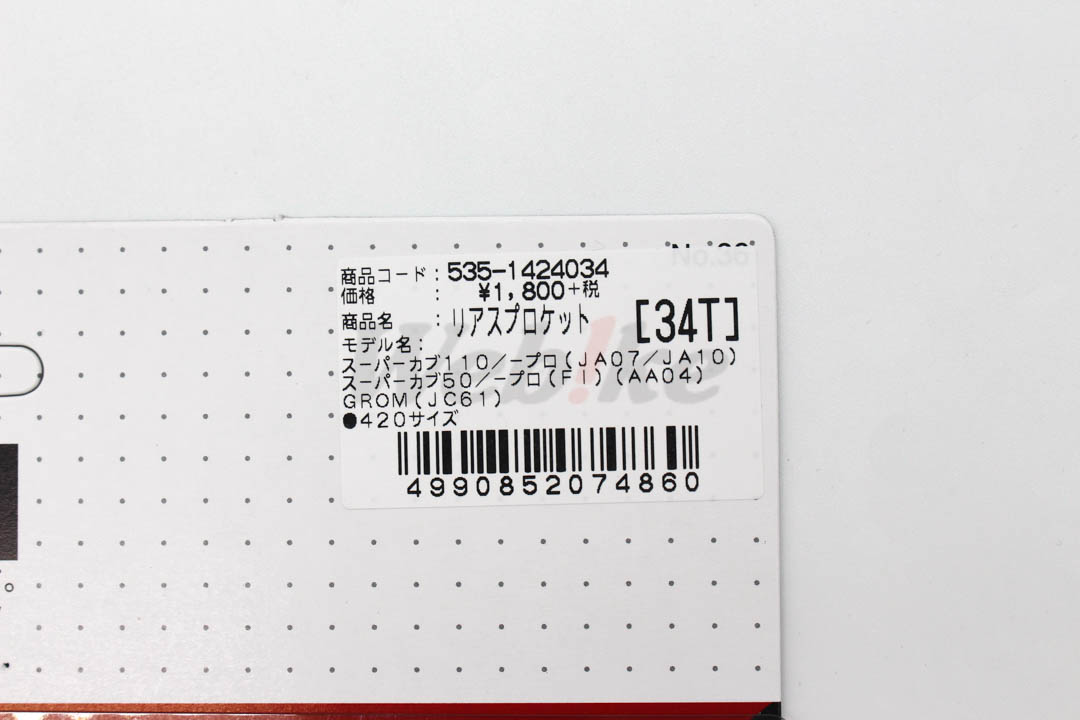 No.36
商品コード：535-1424034
価格　　　：　¥1,800+税
商品名　　：リアスプロケット　[34T]
モデル名：
スーパーカブ110／－プロ(JA07／JA10)
スーパーカブ50／－プロ(FI)(AA04)
GROM(JC61)
●420サイズ
4990852074860
Web!ke